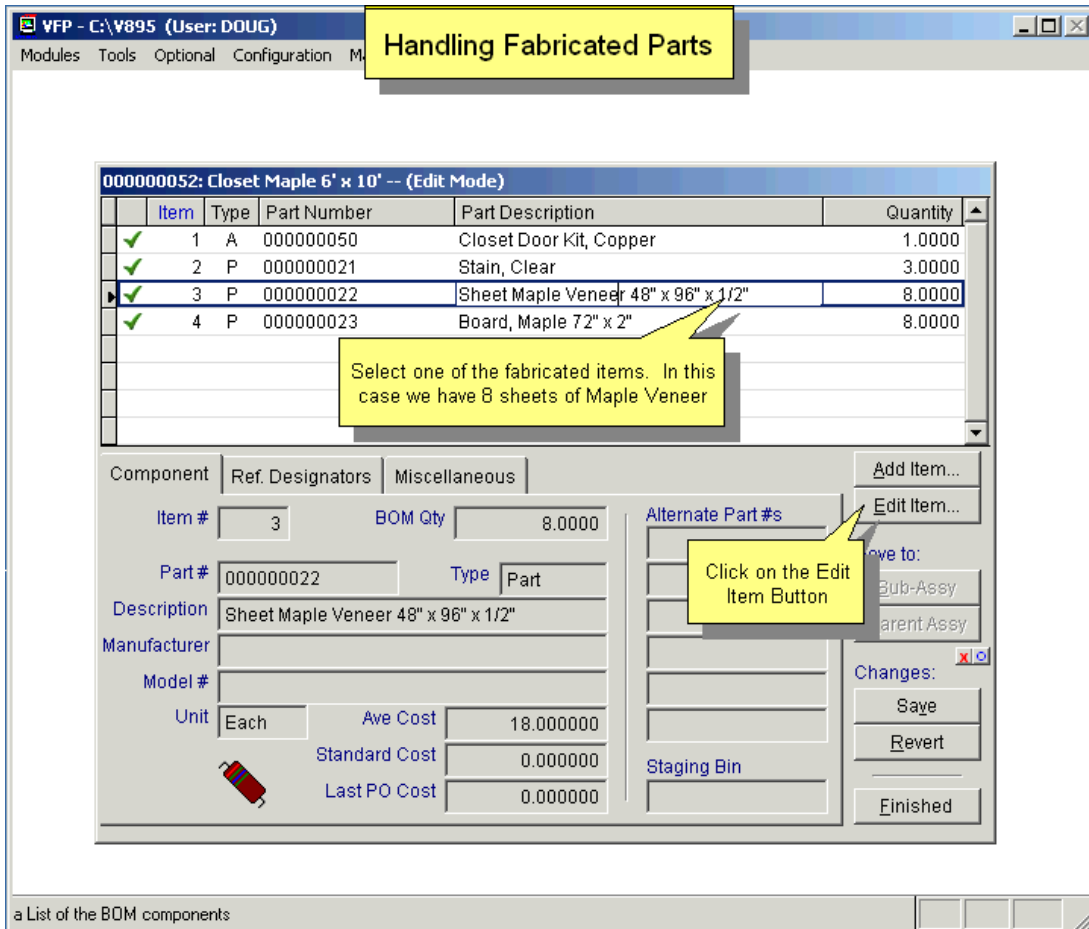 VFP - C:\V895 (User: DOUG)
Handling Fabricated Parts
Modules Tools Optional Configuration
000000052: Closet Maple 6' x 10' -- (Edit Mode)
Item Type Part Number Part Description Quantity
1 A 000000050 Closet Door Kit, Copper 1.0000
2 P 000000021 Stain, Clear 3.0000
3 P 000000022 Sheet Maple Veneer 48" x 96" x 1/2" 8.0000
4 P 000000023 Board, Maple 72" x 2" 8.0000
Select one of the fabricated items. In this
case we have 8 sheets of Maple Veneer
Component Ref. Designators Miscellaneous
Add Item...
Edit Item...
Item # 3 BOM Qty 8.0000 Alternate Part #s
Click on the Edit
Item Button
to:
Sub-Assy
Assy
Part # 000000022 Type Part
Description Sheet Maple Veneer 48" x 96" x 1/2"
Manufacturer
Model #
Changes:
Save
Revert
Unit Each Ave Cost 18.000000
Standard Cost 0.000000
Staging Bin
Last PO Cost 0.000000
Finished
a List of the BOM components